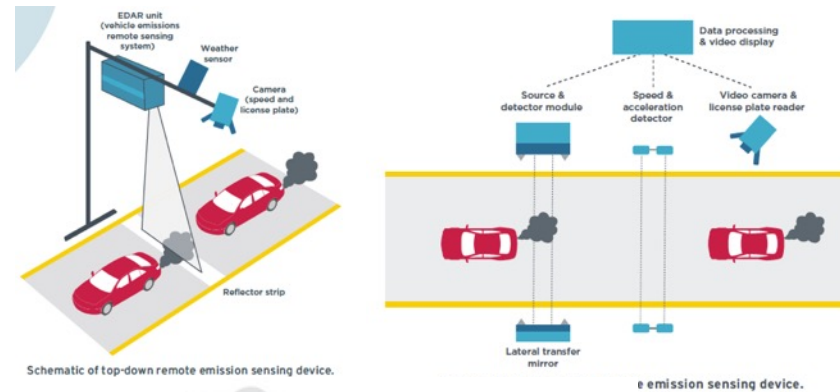 EDAR unit
(vehicle emissions
remote sensing
system)
Weather
sensor
Camera
(speed and
license plate)
Reflector strip
Schematic of top-down remote emission sensing device.
Data processing
& video display
Source &
detector module
Speed &
acceleration
detector
Video camera &
license plate reader
Lateral transfer
mirror
e emission sensing device.